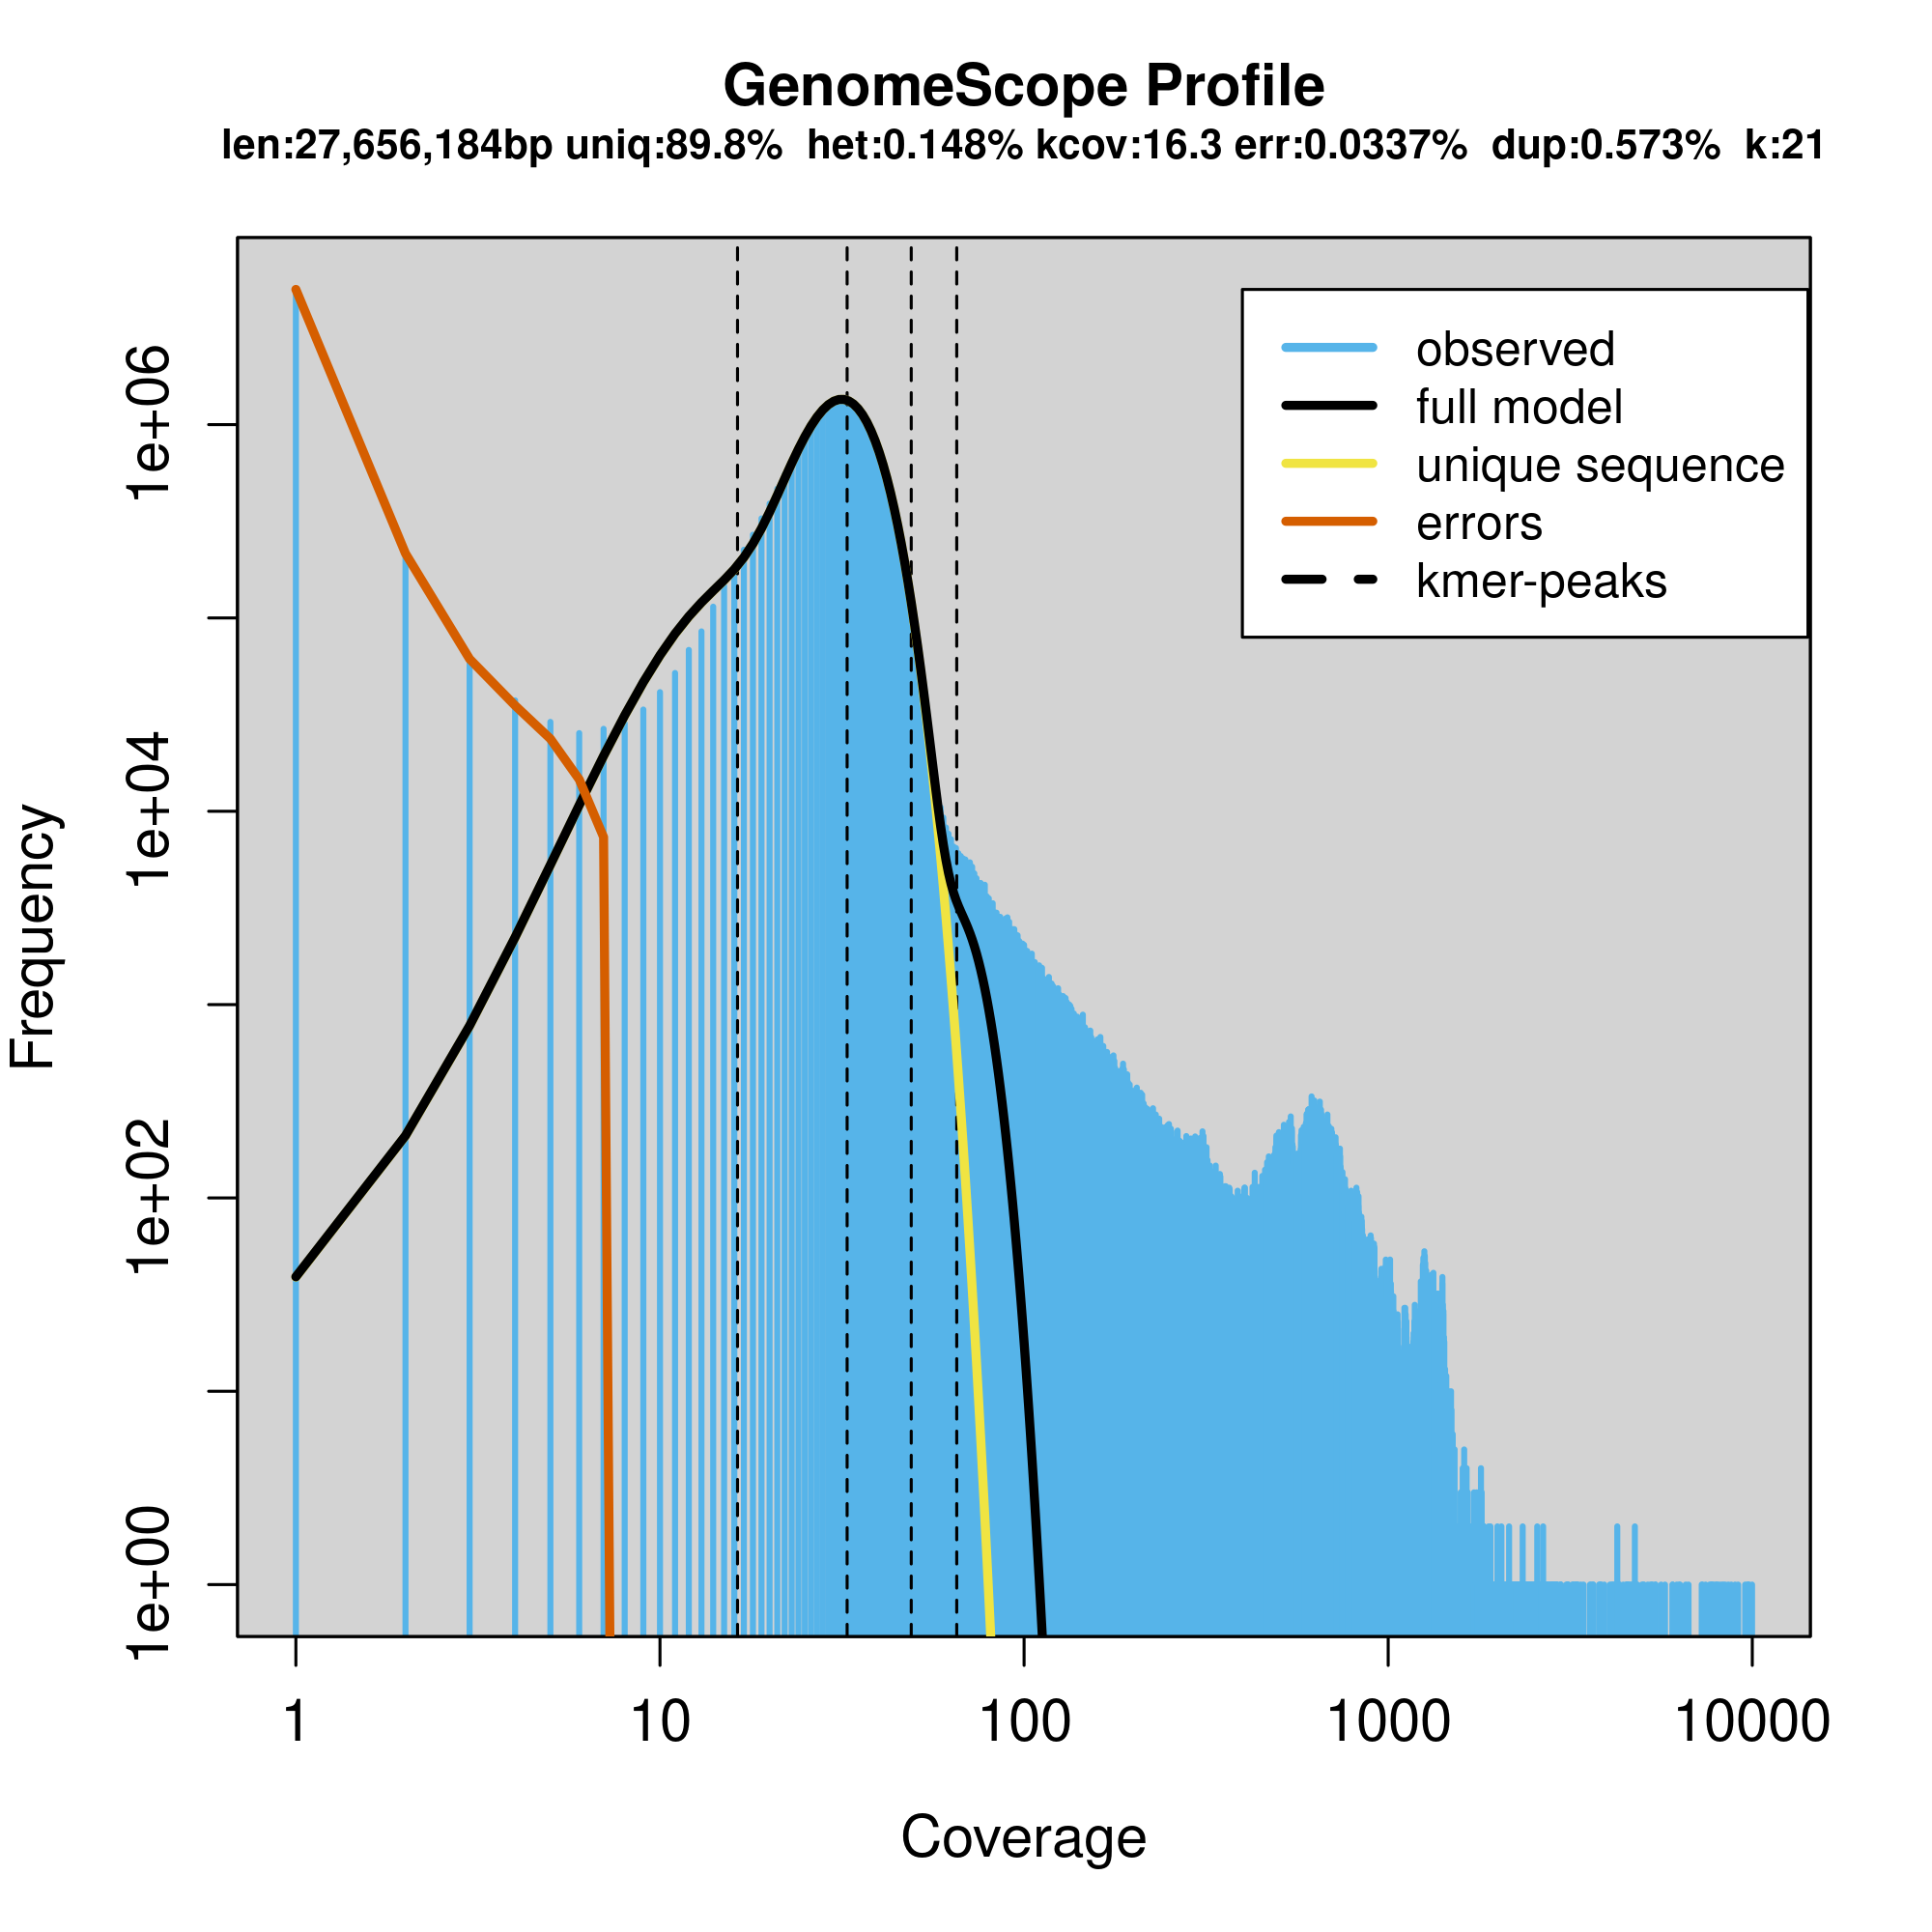 GenomeScope Profile
len:27,656,184bp uniq:89.8% het:0.148% kcov:16.3 err:0.0337% dup:0.573% k:21
observed
full model
unique sequence
errors
kmer-peaks
Frequency
1e+06
1e+04
1e+02
1e+00
1 10 100 1000 10000
Coverage